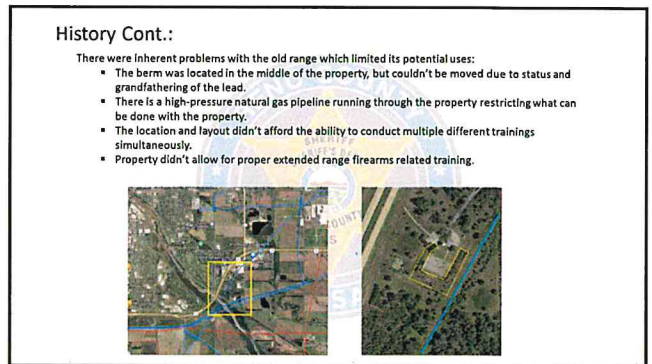 History Cont.:
There were inherent problems with the old range which limited its potential uses:
▪ The berm was located in the middle of the property, but couldn't be moved due to status and
grandfathering of the lead.
▪ There is a high-pressure natural gas pipeline running through the property restricting what can
be done with the property.
▪ The location and layout didn't afford the ability to conduct multiple different trainings
simultaneously.
▪ Property didn't allow for proper extended range firearms related training.
SHERIFF